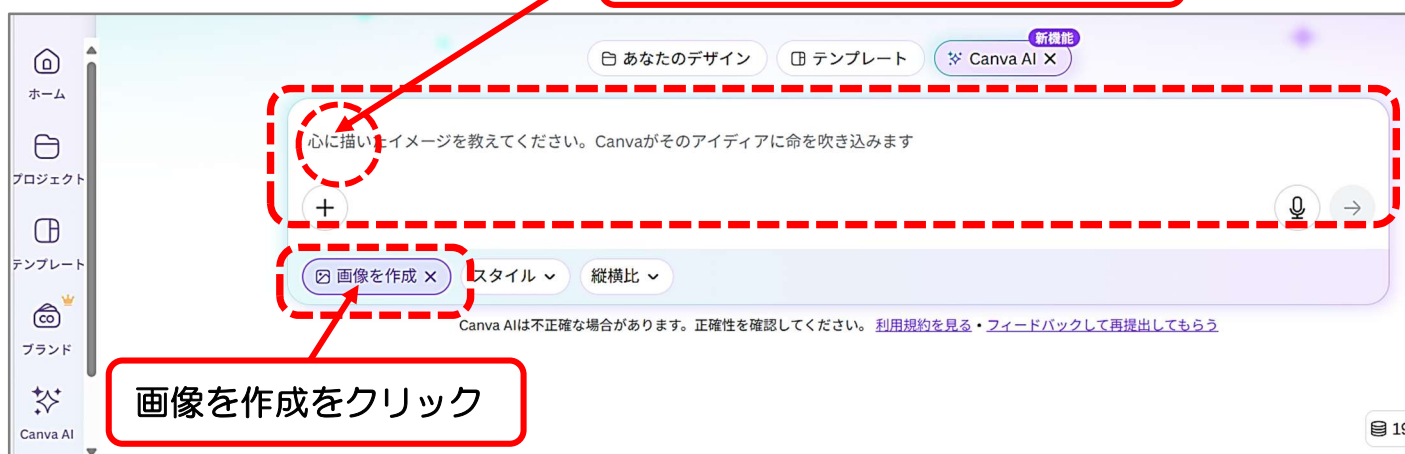 新機能
あなたのデザイン
テンプレート
Canva AI
ホーム
心に描いたイメージを教えてください。Canvaがそのアイディアに命を吹き込みます
プロジェクト
テンプレート
画像を作成
スタイル
縦横比
Canva AIは不正確な場合があります。正確性を確認してください。 利用規約を見る・フィードバックして再提出してもらう
ブランド
画像を作成をクリック
Canva AI
19